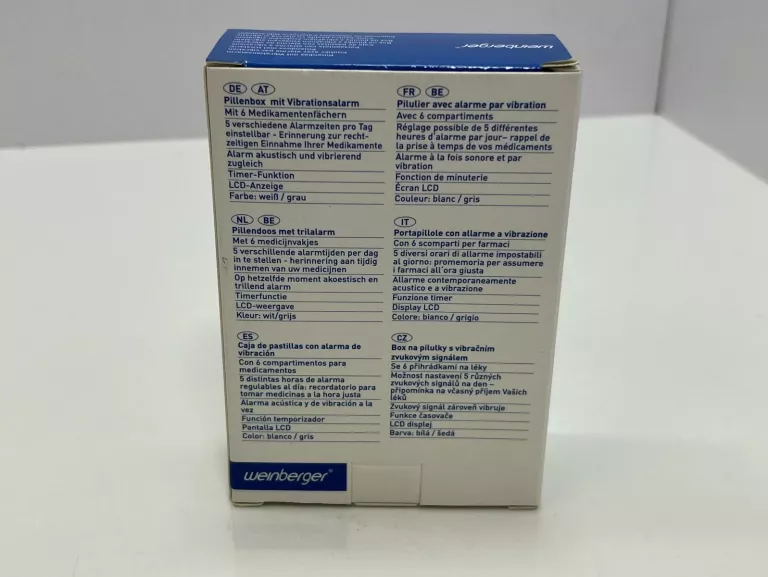 weinberger
DE AT
Pillenbox mit Vibrationsalarm
Mit 6 Medikamentenfächern
5 verschiedene Alarmzeiten pro Tag
einstellbar - Erinnerung zur recht-
zeitigen Einnahme Ihrer Medikamente
Alarm akustisch und vibrierend
zugleich
Timer-Funktion
LCD-Anzeige
Farbe: weiß / grau
FR BE
Pilulier avec alarme par vibration
Avec 6 compartiments
Réglage possible de 5 différentes
heures d'alarme par jour– rappel de
la prise à temps de vos médicaments
Alarme à la fois sonore et par
vibration
Fonction de minuterie
Écran LCD
Couleur: blanc / gris
NL BE
Pillendoos met trilalarm
Met 6 medicijnvakjes
5 verschillende alarmtijden per dag
in te stellen - herinnering aan tijdig
innemen van uw medicijnen
Op hetzelfde moment akoestisch en
trillend alarm
Timerfunctie
LCD-weergave
Kleur: wit/grijs
IT
Portapillole con allarme a vibrazione
Con 6 scomparti per farmaci
5 diversi orari di allarme impostabili
al giorno: promemoria per assumere
i farmaci all'ora giusta
Allarme contemporaneamente
acustico e a vibrazione
Funzione timer
Display LCD
Colore: bianco / grigio
ES
Caja de pastillas con alarma de
vibración
Con 6 compartimentos para
medicamentos
5 distintas horas de alarma
regulables al día: recordatorio para
tomar medicinas a la hora justa
Alarma acústica y de vibración a la
vez
Función temporizador
Pantalla LCD
Color: blanco / gris
CZ
Box na pilulky s vibračním
zvukovým signálem
Se 6 přihrádkami na léky
Možnost nastavení 5 různých
zvukových signálů na den –
připomínka na včasný příjem Vašich
léků
Zvukový signál zároveň vibruje
Funkce časovače
LCD displej
Barva: bílá / šedá
weinberger®